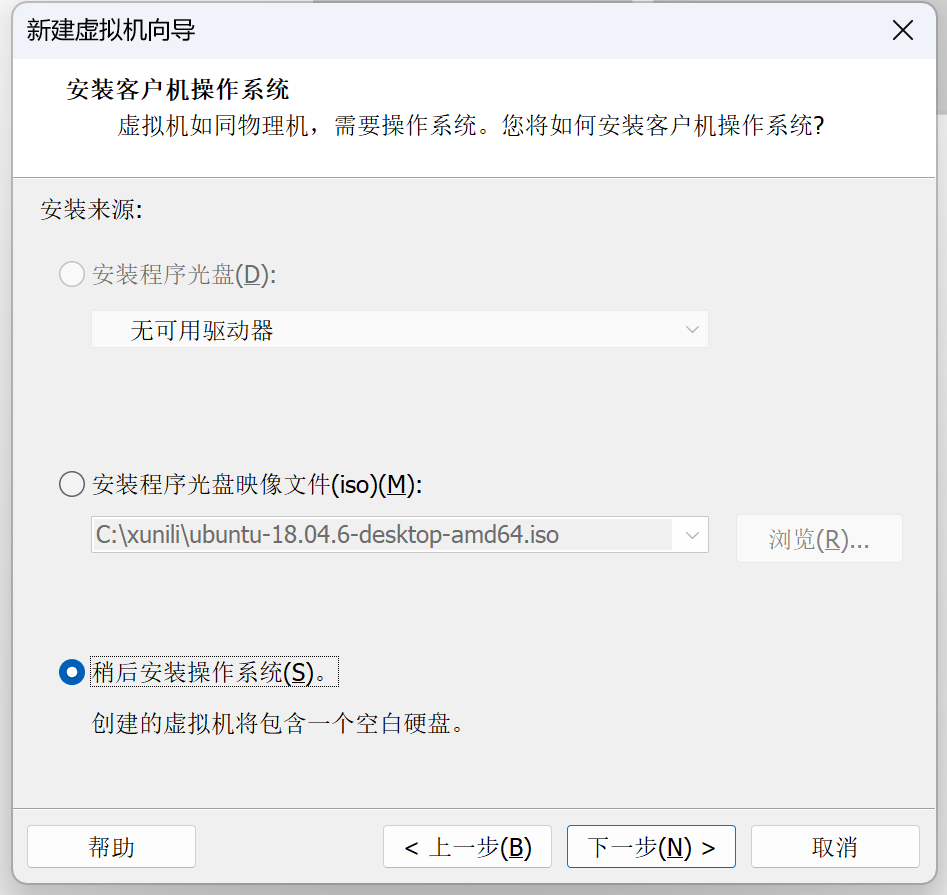 新建虚拟机向导
安装客户机操作系统
虚拟机如同物理机，需要操作系统。您将如何安装客户机操作系统?
安装来源:
安装程序光盘(D):
无可用驱动器
安装程序光盘映像文件(iso)(M):
C:\xunili\ubuntu-18.04.6-desktop-amd64.iso
浏览(R)...
稍后安装操作系统(S)。
创建的虚拟机将包含一个空白硬盘。
帮助
< 上一步(B)
下一步(N) >
取消